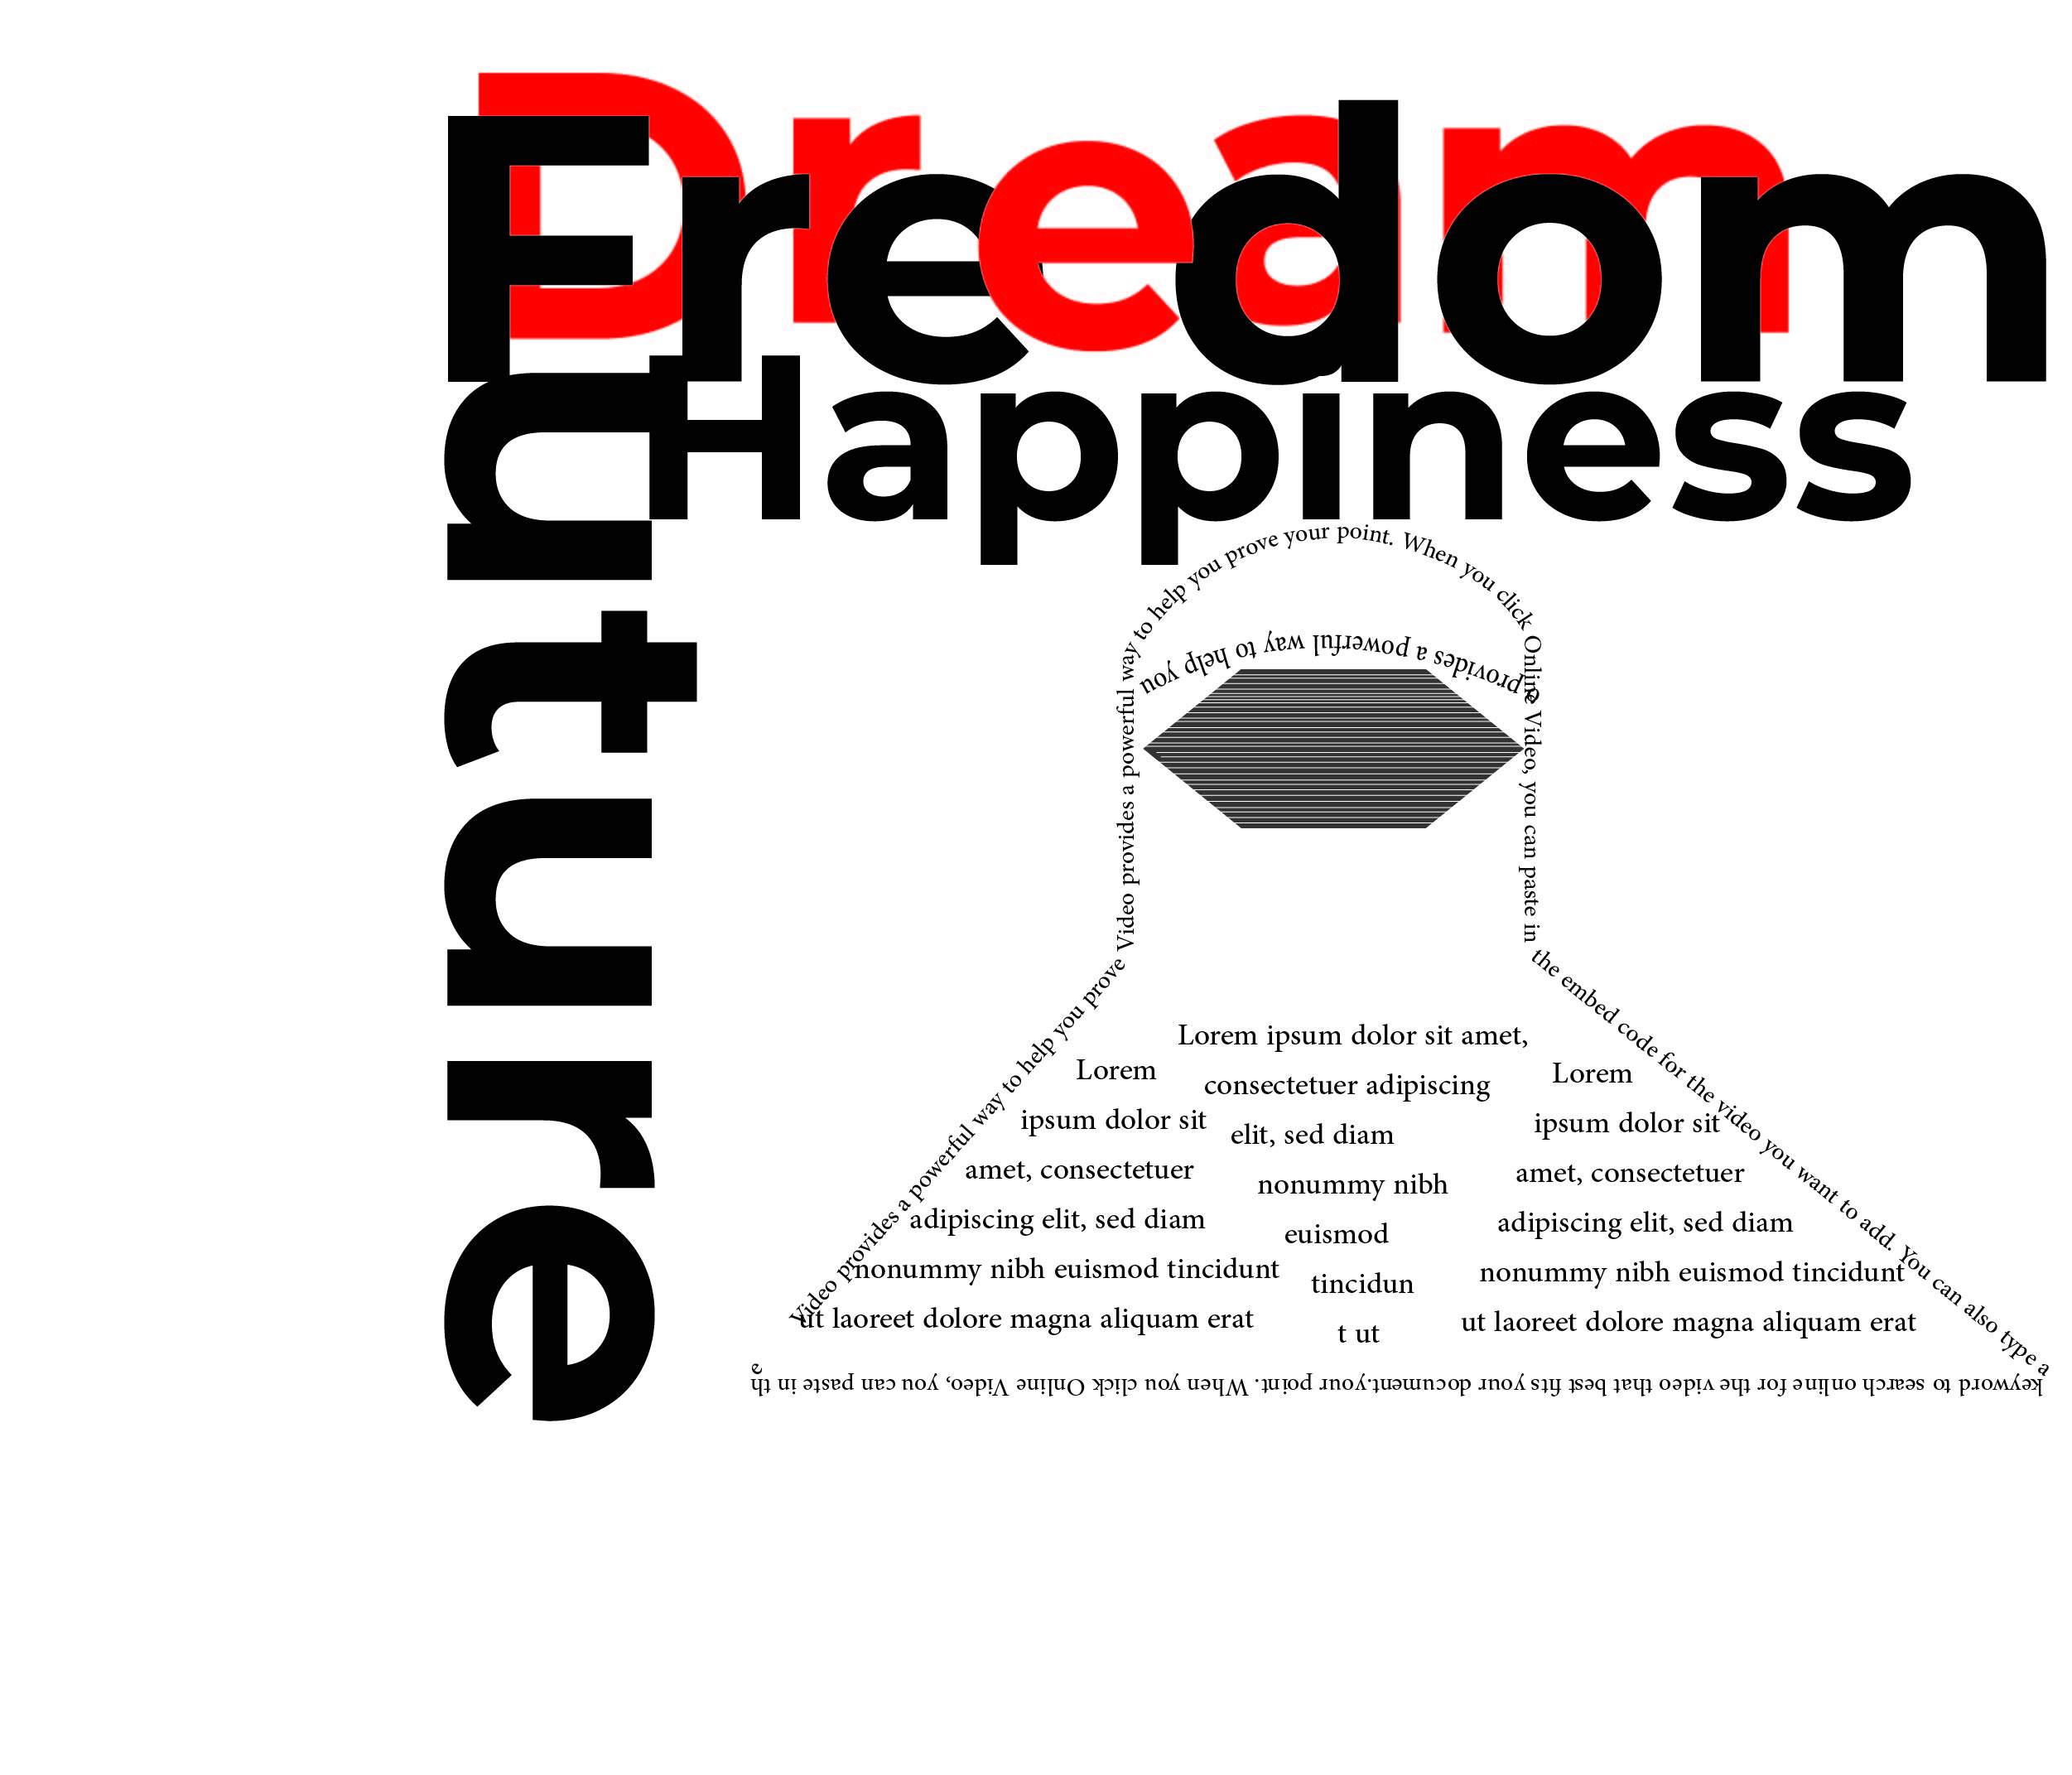 Dream
Freedom
Happiness
Future
Video provides a powerful way to help you prove
Video provides a powerful way to help you prove your point. When you click
Online Video, you can paste in
the embed code for the video you want to add. You can also type a
keyword to search online for the video that best fits your document.your point. When you click Online Video, you can paste in th
e
e provides a powerful way to help you
Lorem
ipsum dolor sit
amet, consectetuer
adipiscing elit, sed diam
nonummy nibh euismod tincidunt
ut laoreet dolore magna aliquam erat
Lorem ipsum dolor sit amet,
consectetuer adipiscing
elit, sed diam
nonummy nibh
euismod
tincidun
t ut
Lorem
ipsum dolor sit
amet, consectetuer
adipiscing elit, sed diam
nonummy nibh euismod tincidunt
ut laoreet dolore magna aliquam erat